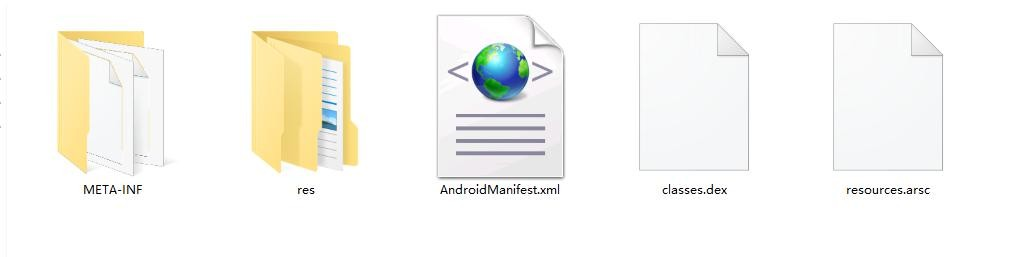 META-INF
res
AndroidManifest.xml
classes.dex
resources.arsc